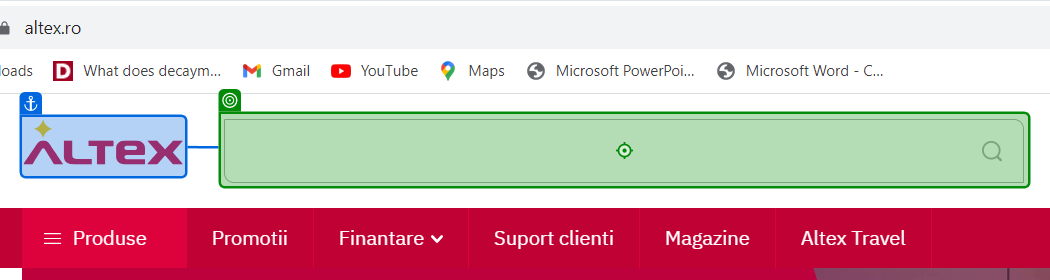 altex.ro
loads What does decaym... Gmail YouTube Maps Microsoft PowerPoi... Microsoft Word - C...
ALTEX
Produse Promotii Finantare Suport clienti Magazine Altex Travel